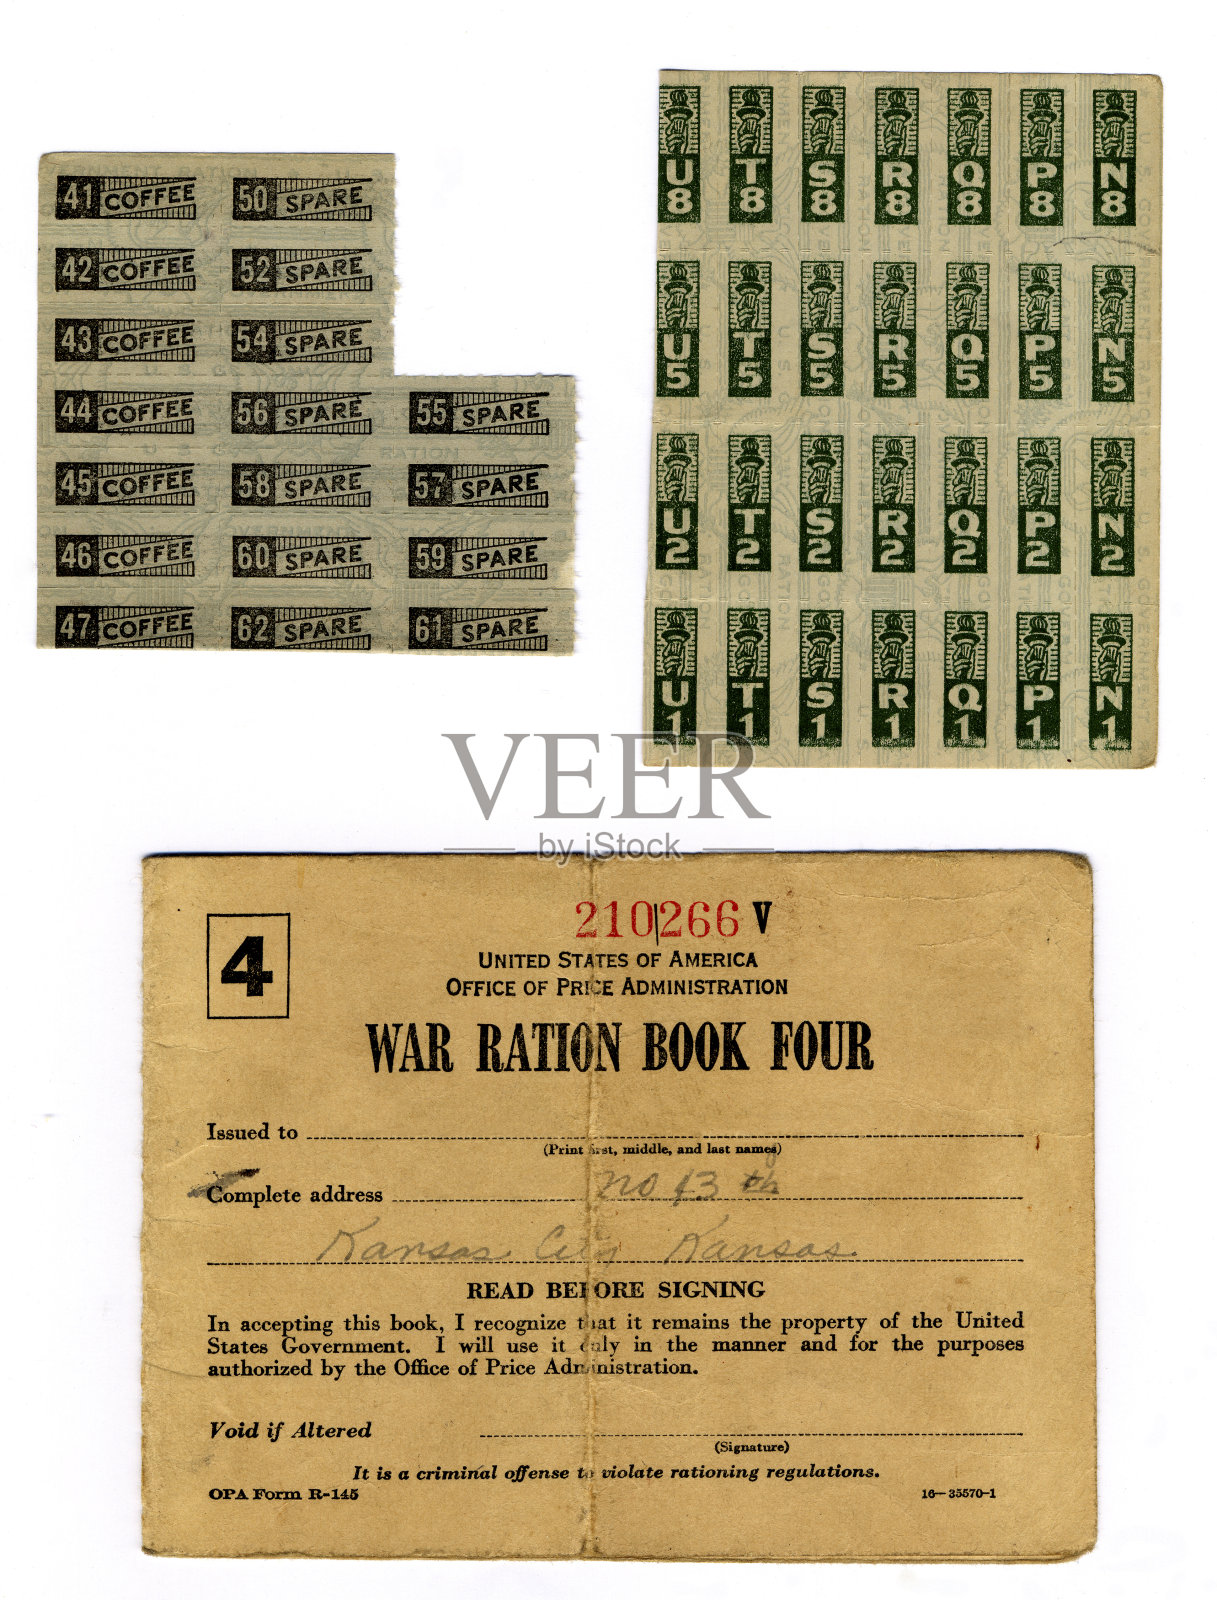 41 COFFEE 50 SPARE
42 COFFEE 52 SPARE
43 COFFEE 54 SPARE
44 COFFEE 56 SPARE 55 SPARE
45 COFFEE 58 SPARE 57 SPARE
46 COFFEE 60 SPARE 59 SPARE
47 COFFEE 62 SPARE 61 SPARE
U8 T8 S8 R8 Q8 P8 N8
U5 T5 S5 R5 Q5 P5 N5
U2 T2 S2 R2 Q2 P2 N2
U1 T1 S1 R1 Q1 P1 N1
VEER
by iStock
4
210266 V
UNITED STATES OF AMERICA
OFFICE OF PRICE ADMINISTRATION
WAR RATION BOOK FOUR
Issued to
(Print first, middle, and last names)
Complete address no 13 th
Kansas City Kansas
READ BEFORE SIGNING
In accepting this book, I recognize that it remains the property of the United
States Government. I will use it only in the manner and for the purposes
authorized by the Office of Price Administration.
Void if Altered
(Signature)
It is a criminal offense to violate rationing regulations.
OPA Form R-145 16—35570-1